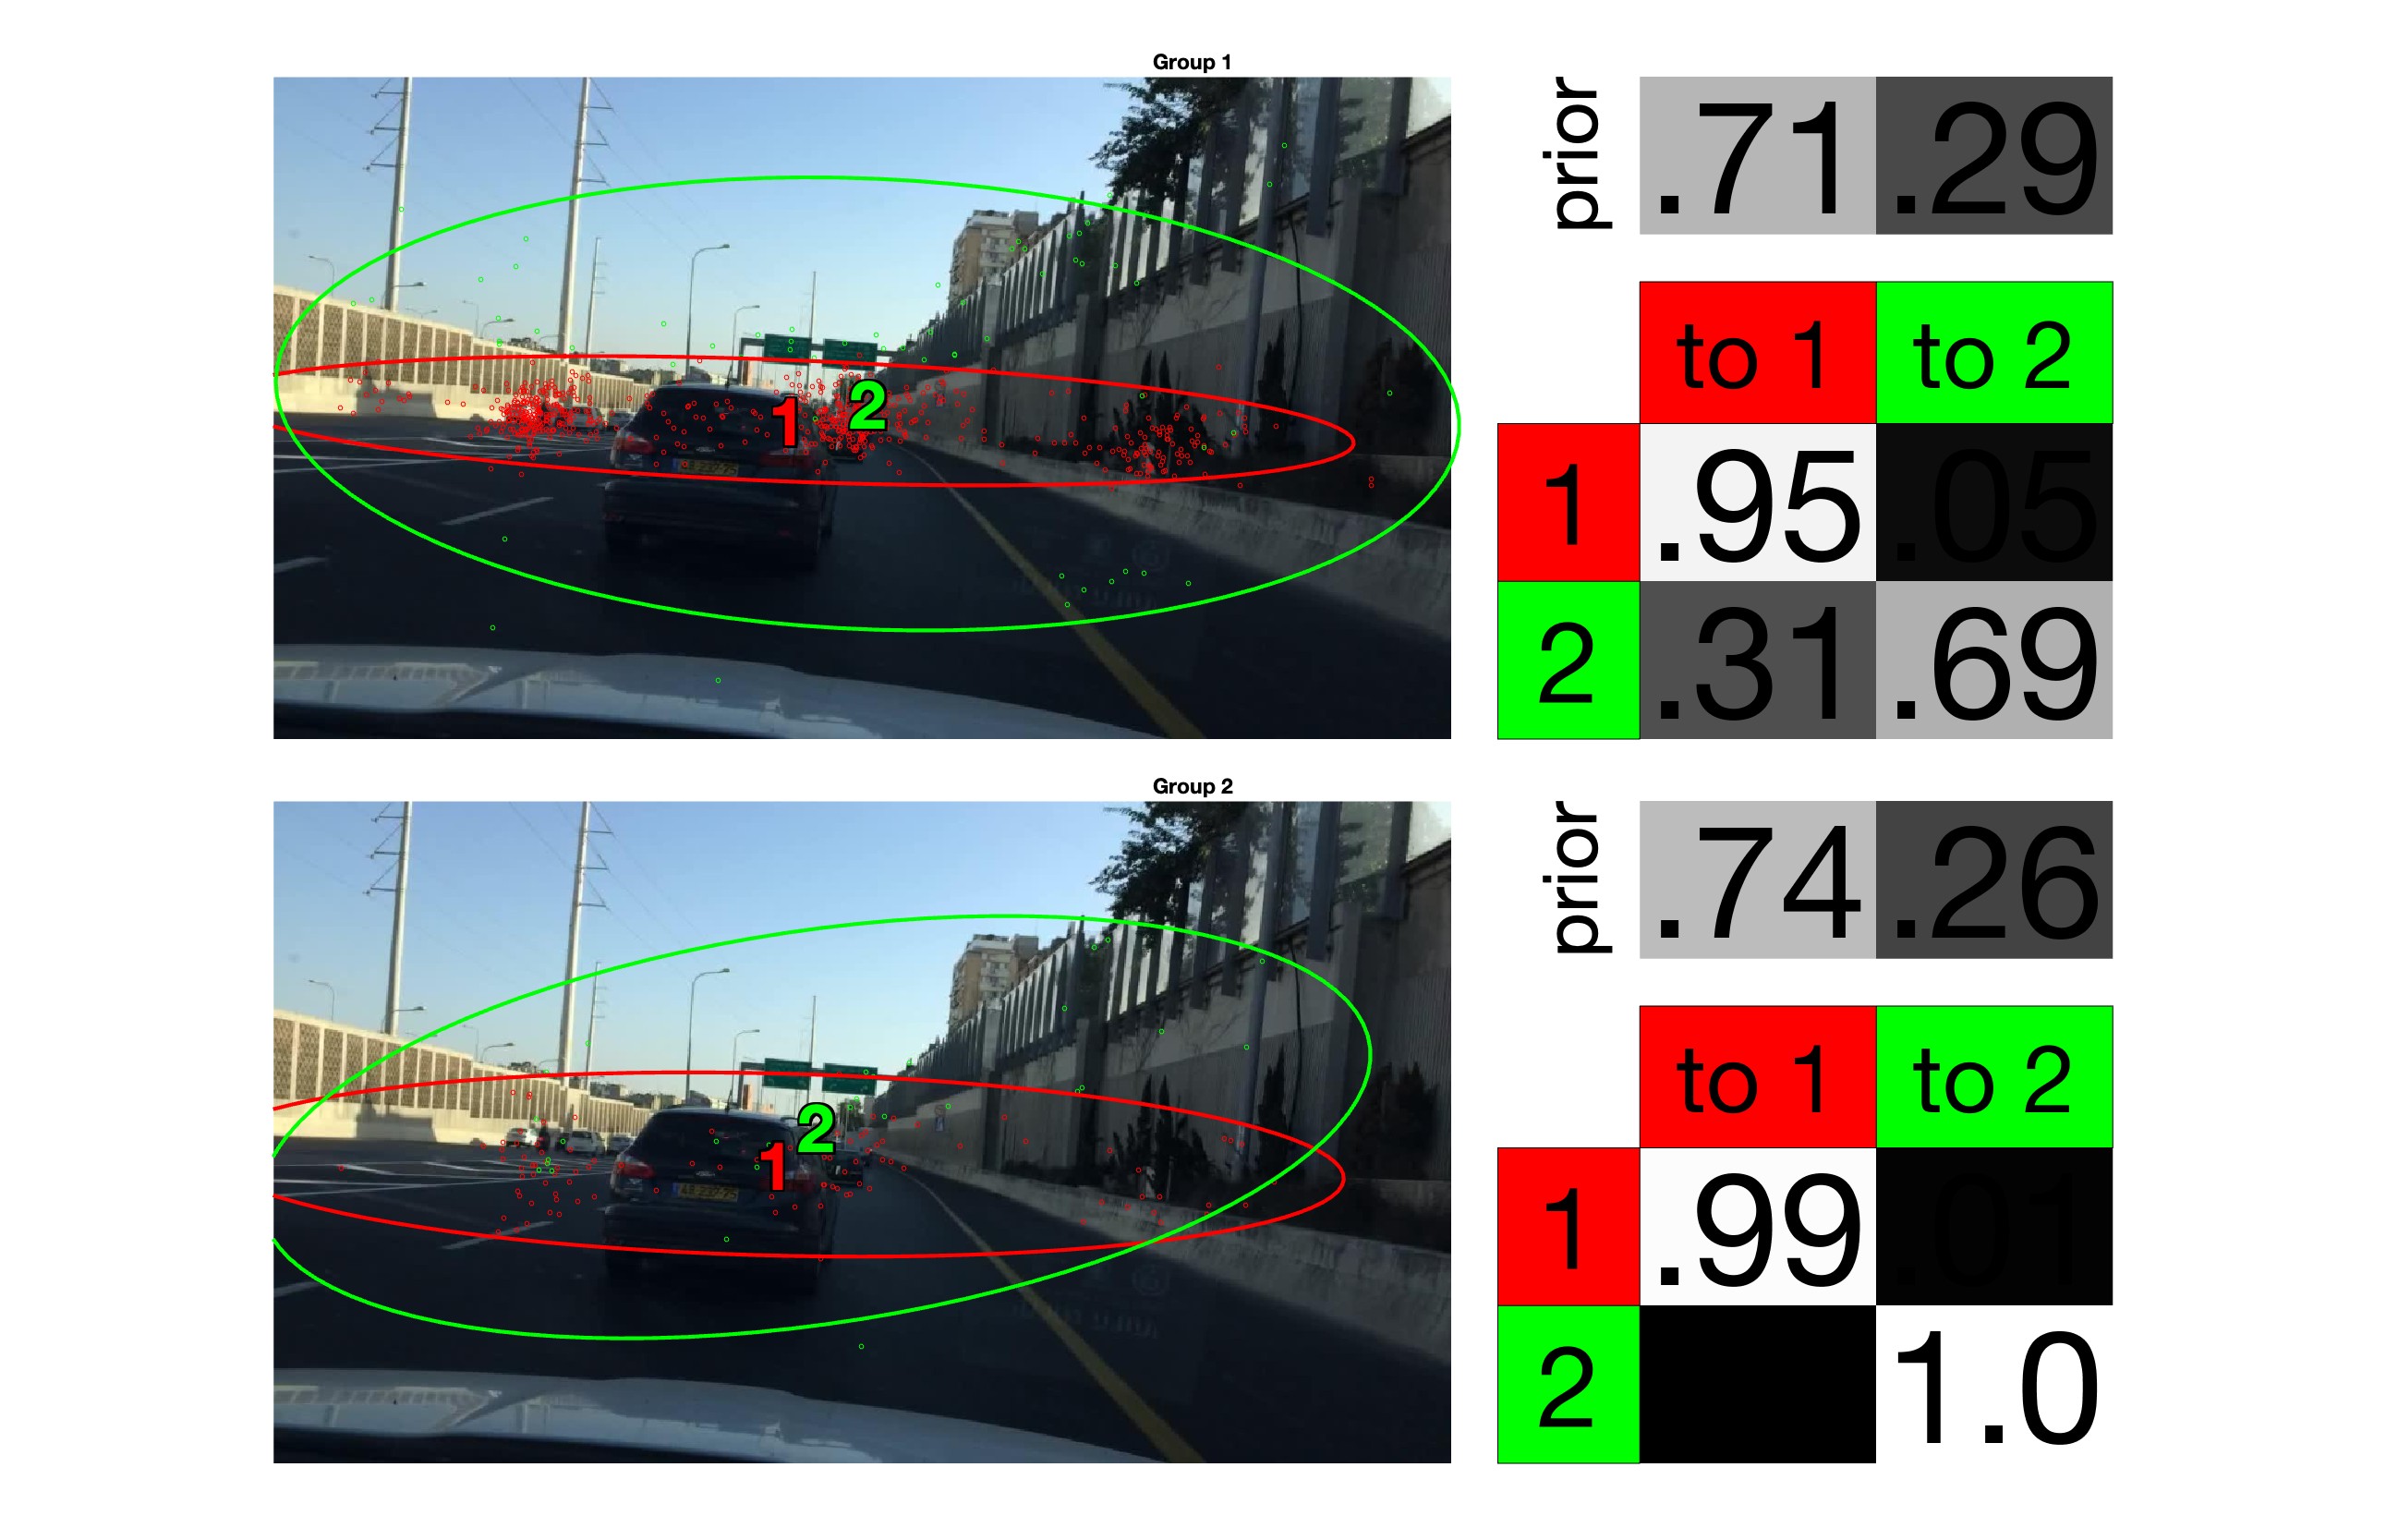 Group 1
2
1
prior
.71 .29
to 1 to 2
1 .95 .05
2 .31 .69
Group 2
2
1
prior
.74 .26
to 1 to 2
1 .99 .01
2 1.0